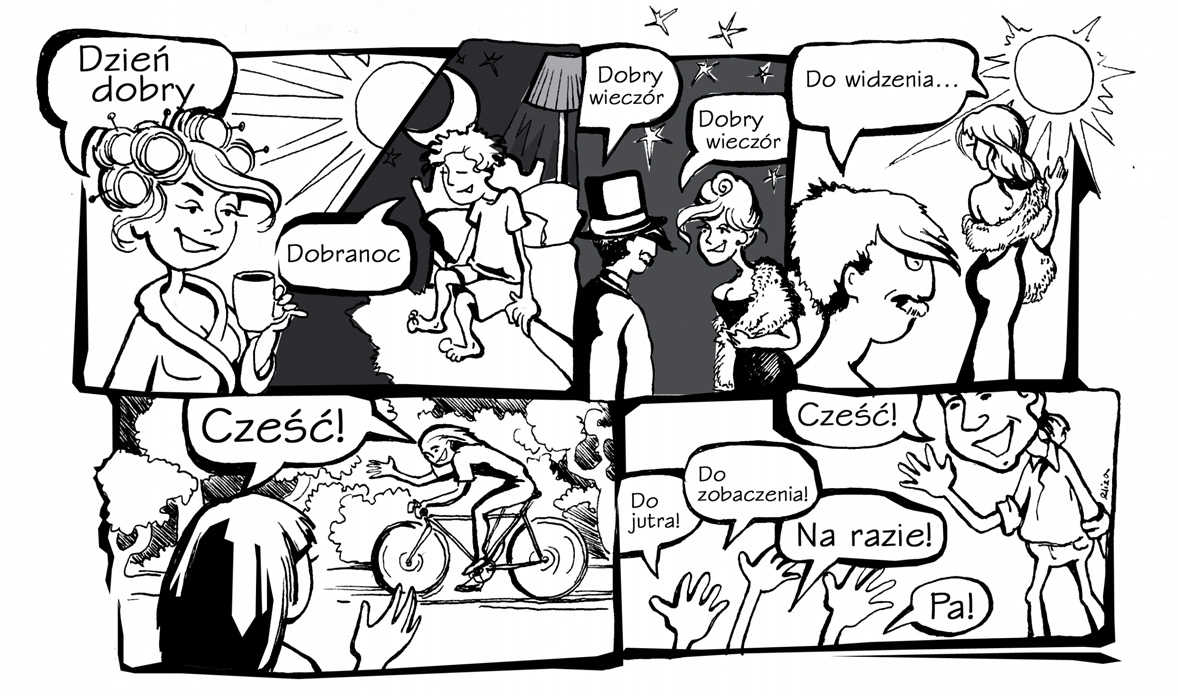 Dzień
dobry
Dobranoc
Dobry
wieczór
Dobry
wieczór
Do widzenia...
Cześć!
Cześć!
Do
zobaczenia!
Do
jutra!
Na razie!
Pa!